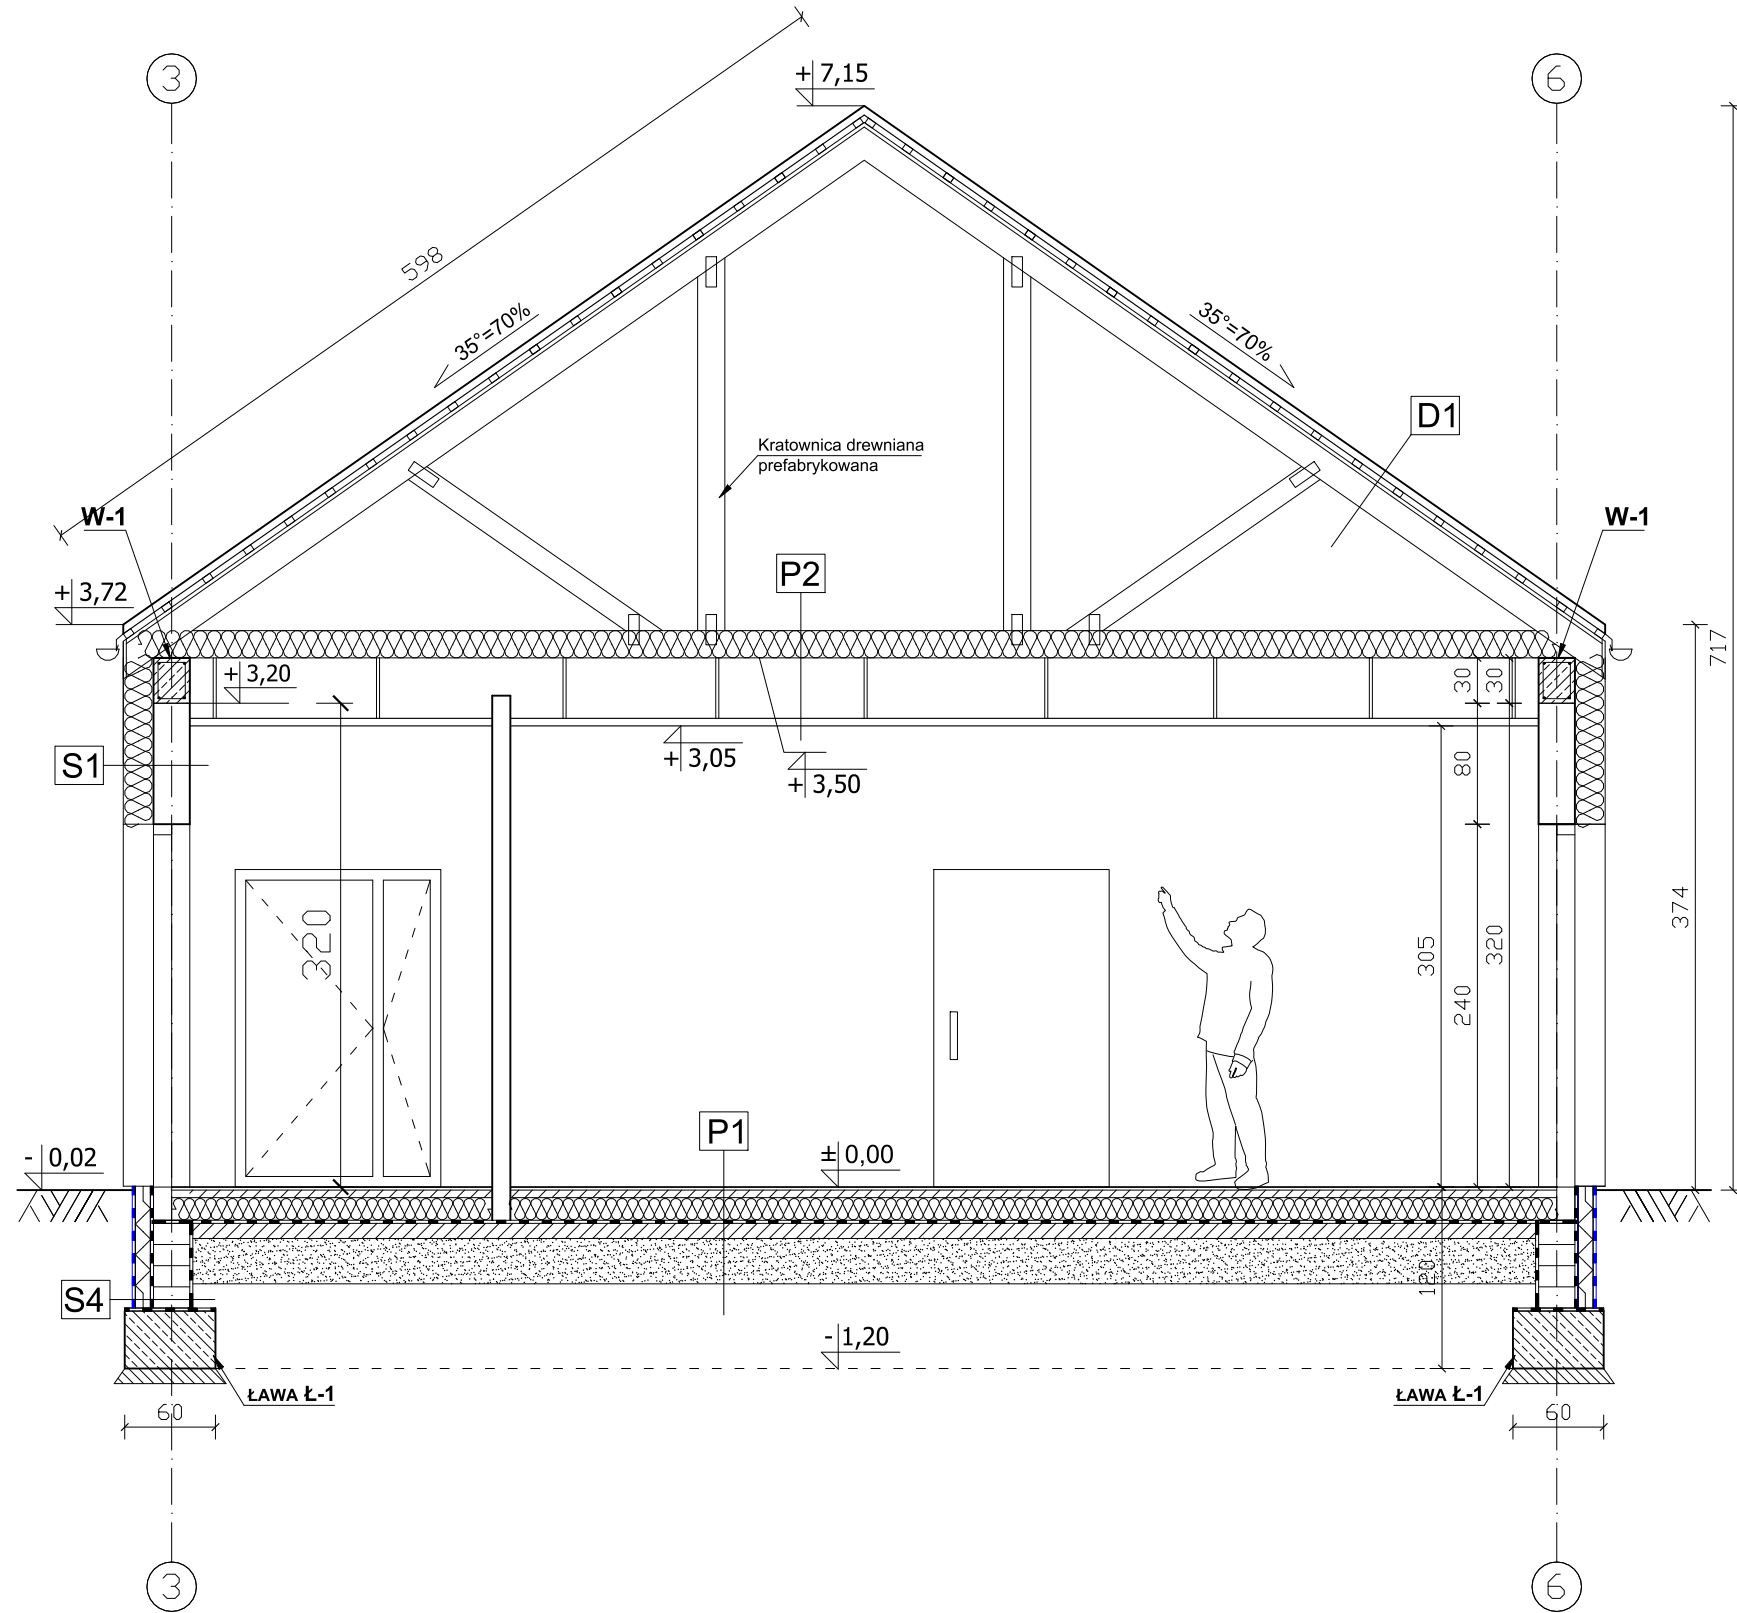 3
6
+ 7,15
598
35°=70%
35°=70%
D1
Kratownica drewniana
prefabrykowana
W-1
W-1
P2
+ 3,72
717
+ 3,20
30
30
S1
+ 3,05
+ 3,50
80
374
320
305
320
240
P1
- 0,02
± 0,00
S4
120
- 1,20
ŁAWA Ł-1
ŁAWA Ł-1
60
60
3
6